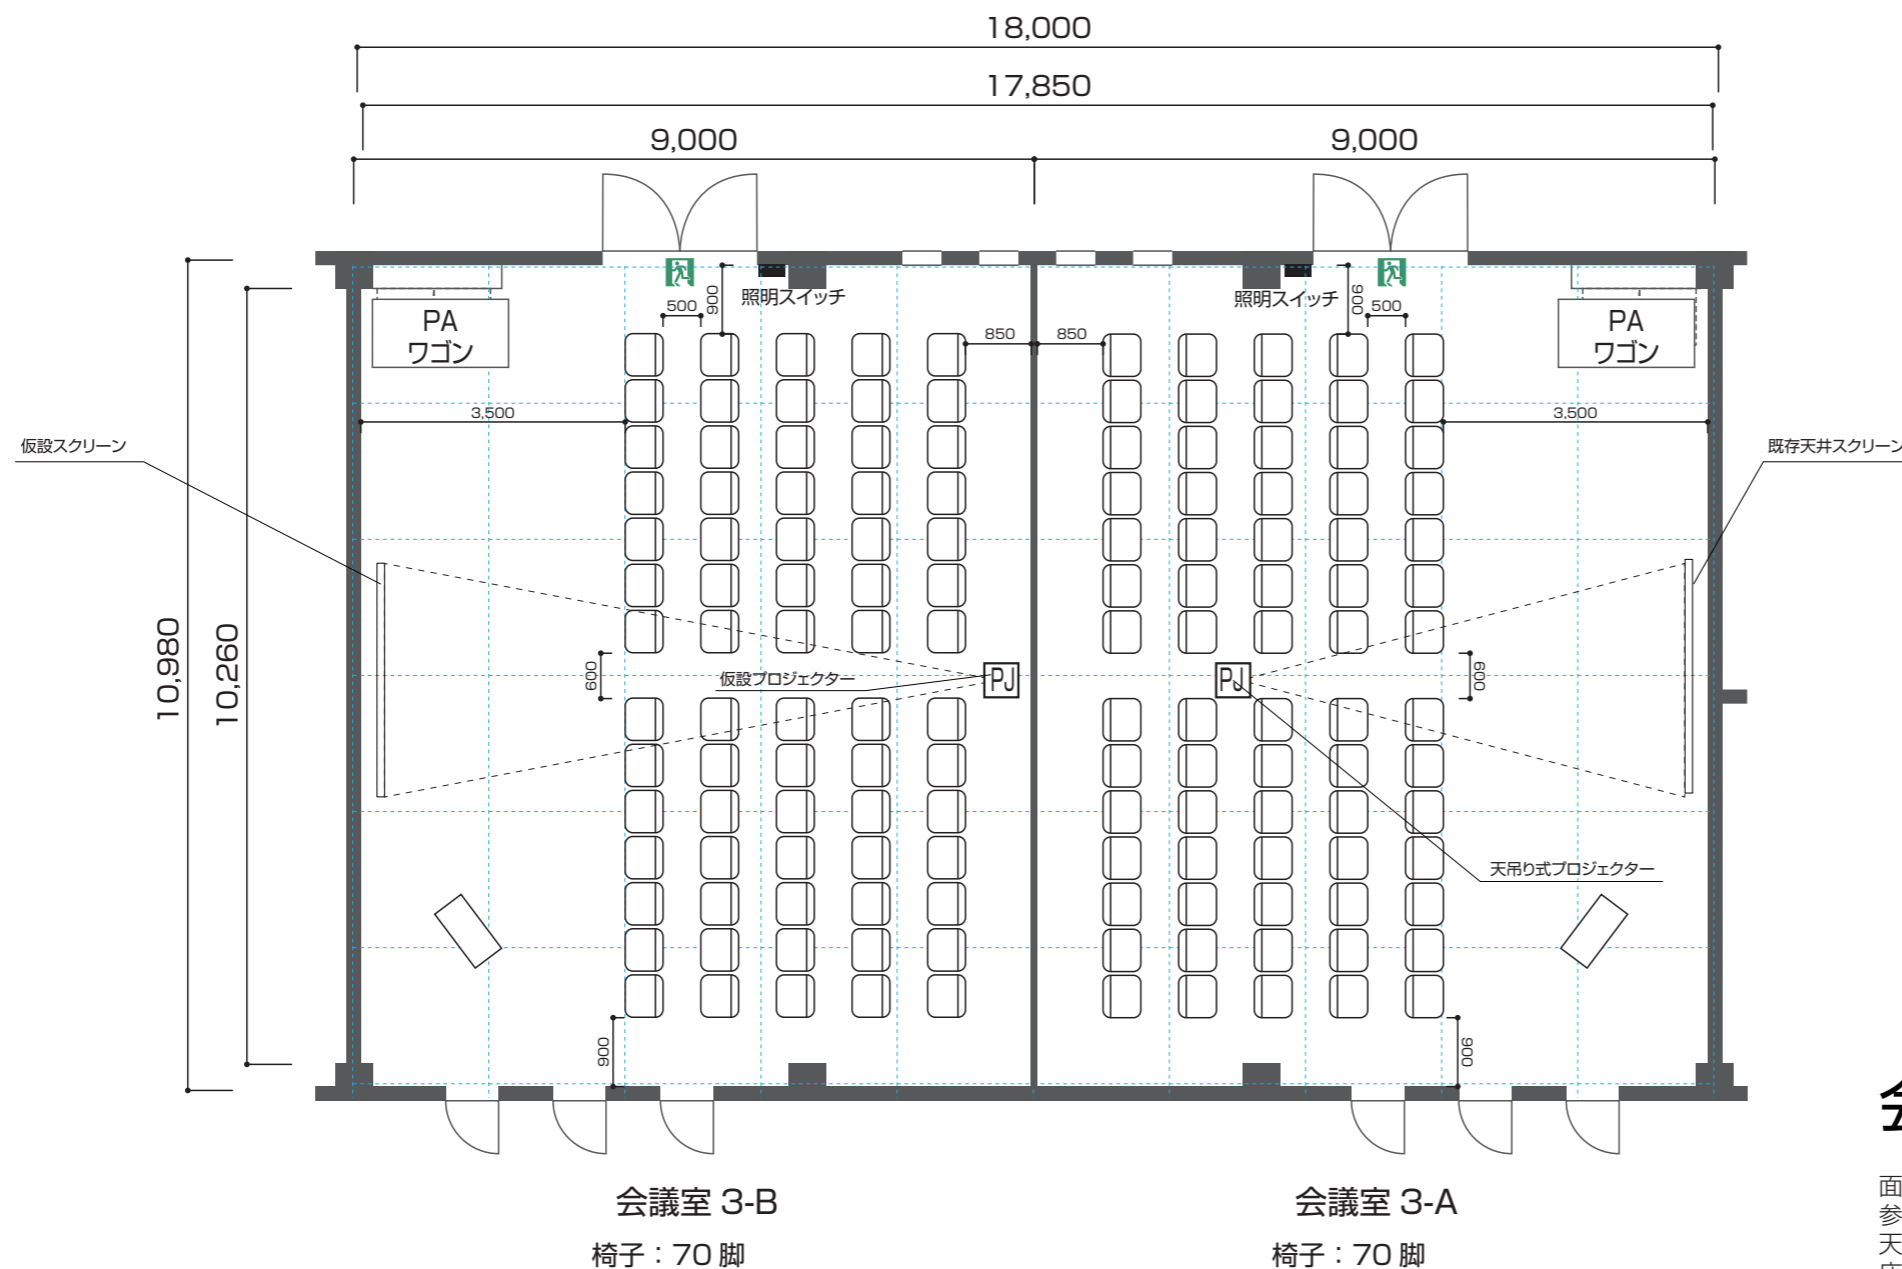 18,000
17,850
9,000
9,000
照明スイッチ
照明スイッチ
500
900
900
500
PA
ワゴン
PA
ワゴン
850
850
3,500
3,500
仮設スクリーン
既存天井スクリーン
10,980
10,260
600
仮設プロジェクター
PJ
PJ
600
天吊り式プロジェクター
900
900
会議室 3-B
会議室 3-A
椅子：70 脚
椅子：70 脚
面
参
天